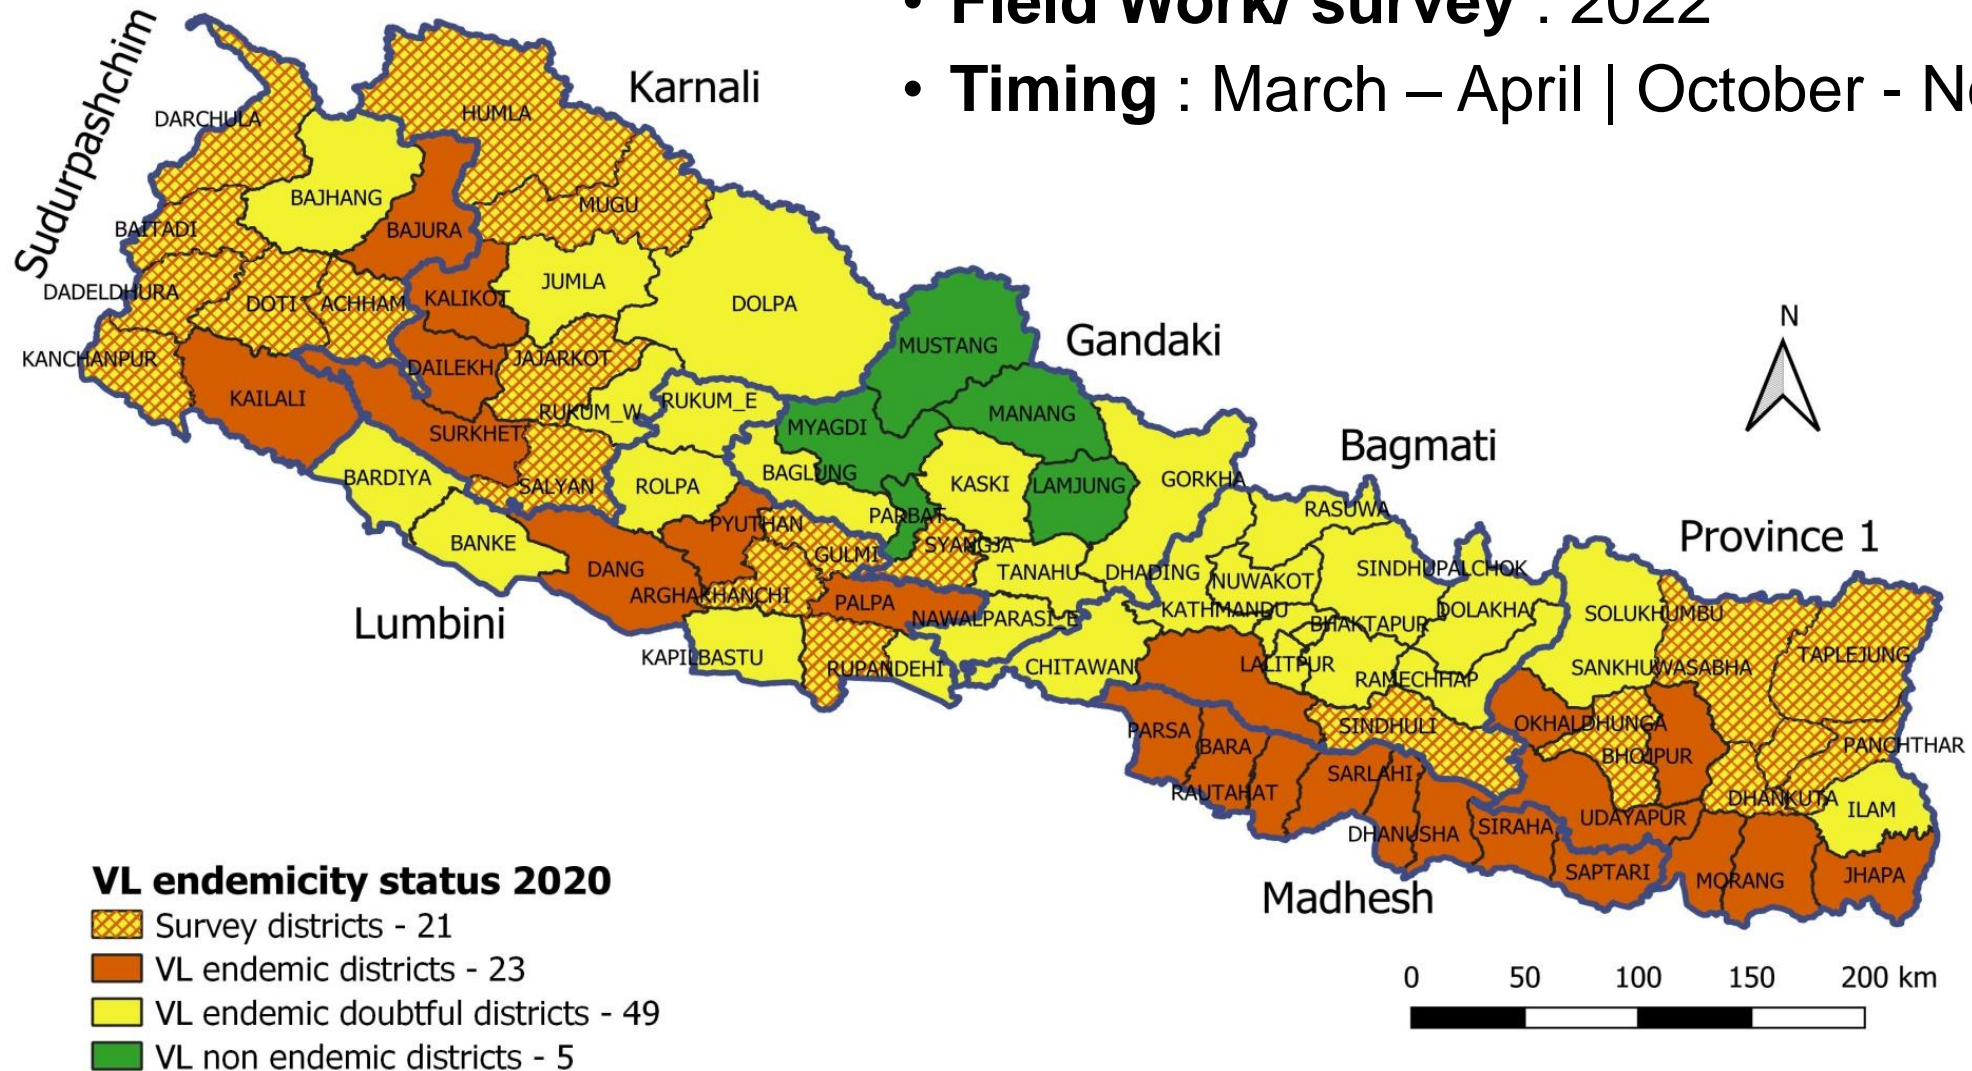 • Field Work/ survey : 2022
• Timing : March – April | October - No
Sudurpashchim
Karnali
Gandaki
Bagmati
Province 1
Lumbini
Madhesh
N
DARCHULA
HUMLA
BAJHANG
MUGU
BAITADI
BAJURA
JUMLA
DADELDHURA
DOTI
ACHHAM
KALIKOT
DOLPA
KANCHANPUR
DAILEKH
JAJARKOT
MUSTANG
KAILALI
RUKUM_W
RUKUM_E
MANANG
SURKHET
MYAGDI
BARDIYA
SALYAN
ROLPA
BAGLUNG
KASKI
LAMJUNG
GORKHA
BANKE
PYUTHAN
PARBAT
RASUWA
DANG
GULMI
SYANGJA
TANAHU
DHADING
NUWAKOT
SINDHUPALCHOK
ARGHAKHANCHI
PALPA
NAWALPARASI_E
KATHMANDU
BHAKTAPUR
DOLAKHA
SOLUKHUMBU
KAPILBASTU
RUPANDEHI
CHITAWAN
LALITPUR
RAMECHHAP
SANKHUWASABHA
TAPLEJUNG
PARSA
BARA
SINDHULI
OKHALDHUNGA
BHOJPUR
PANCHTHAR
RAUTAHAT
SARLAHI
DHANUSHA
SIRAHA
UDAYAPUR
DHANKUTA
ILAM
SAPTARI
MORANG
JHAPA
VL endemicity status 2020
Survey districts - 21
VL endemic districts - 23
VL endemic doubtful districts - 49
VL non endemic districts - 5
0 50 100 150 200 km